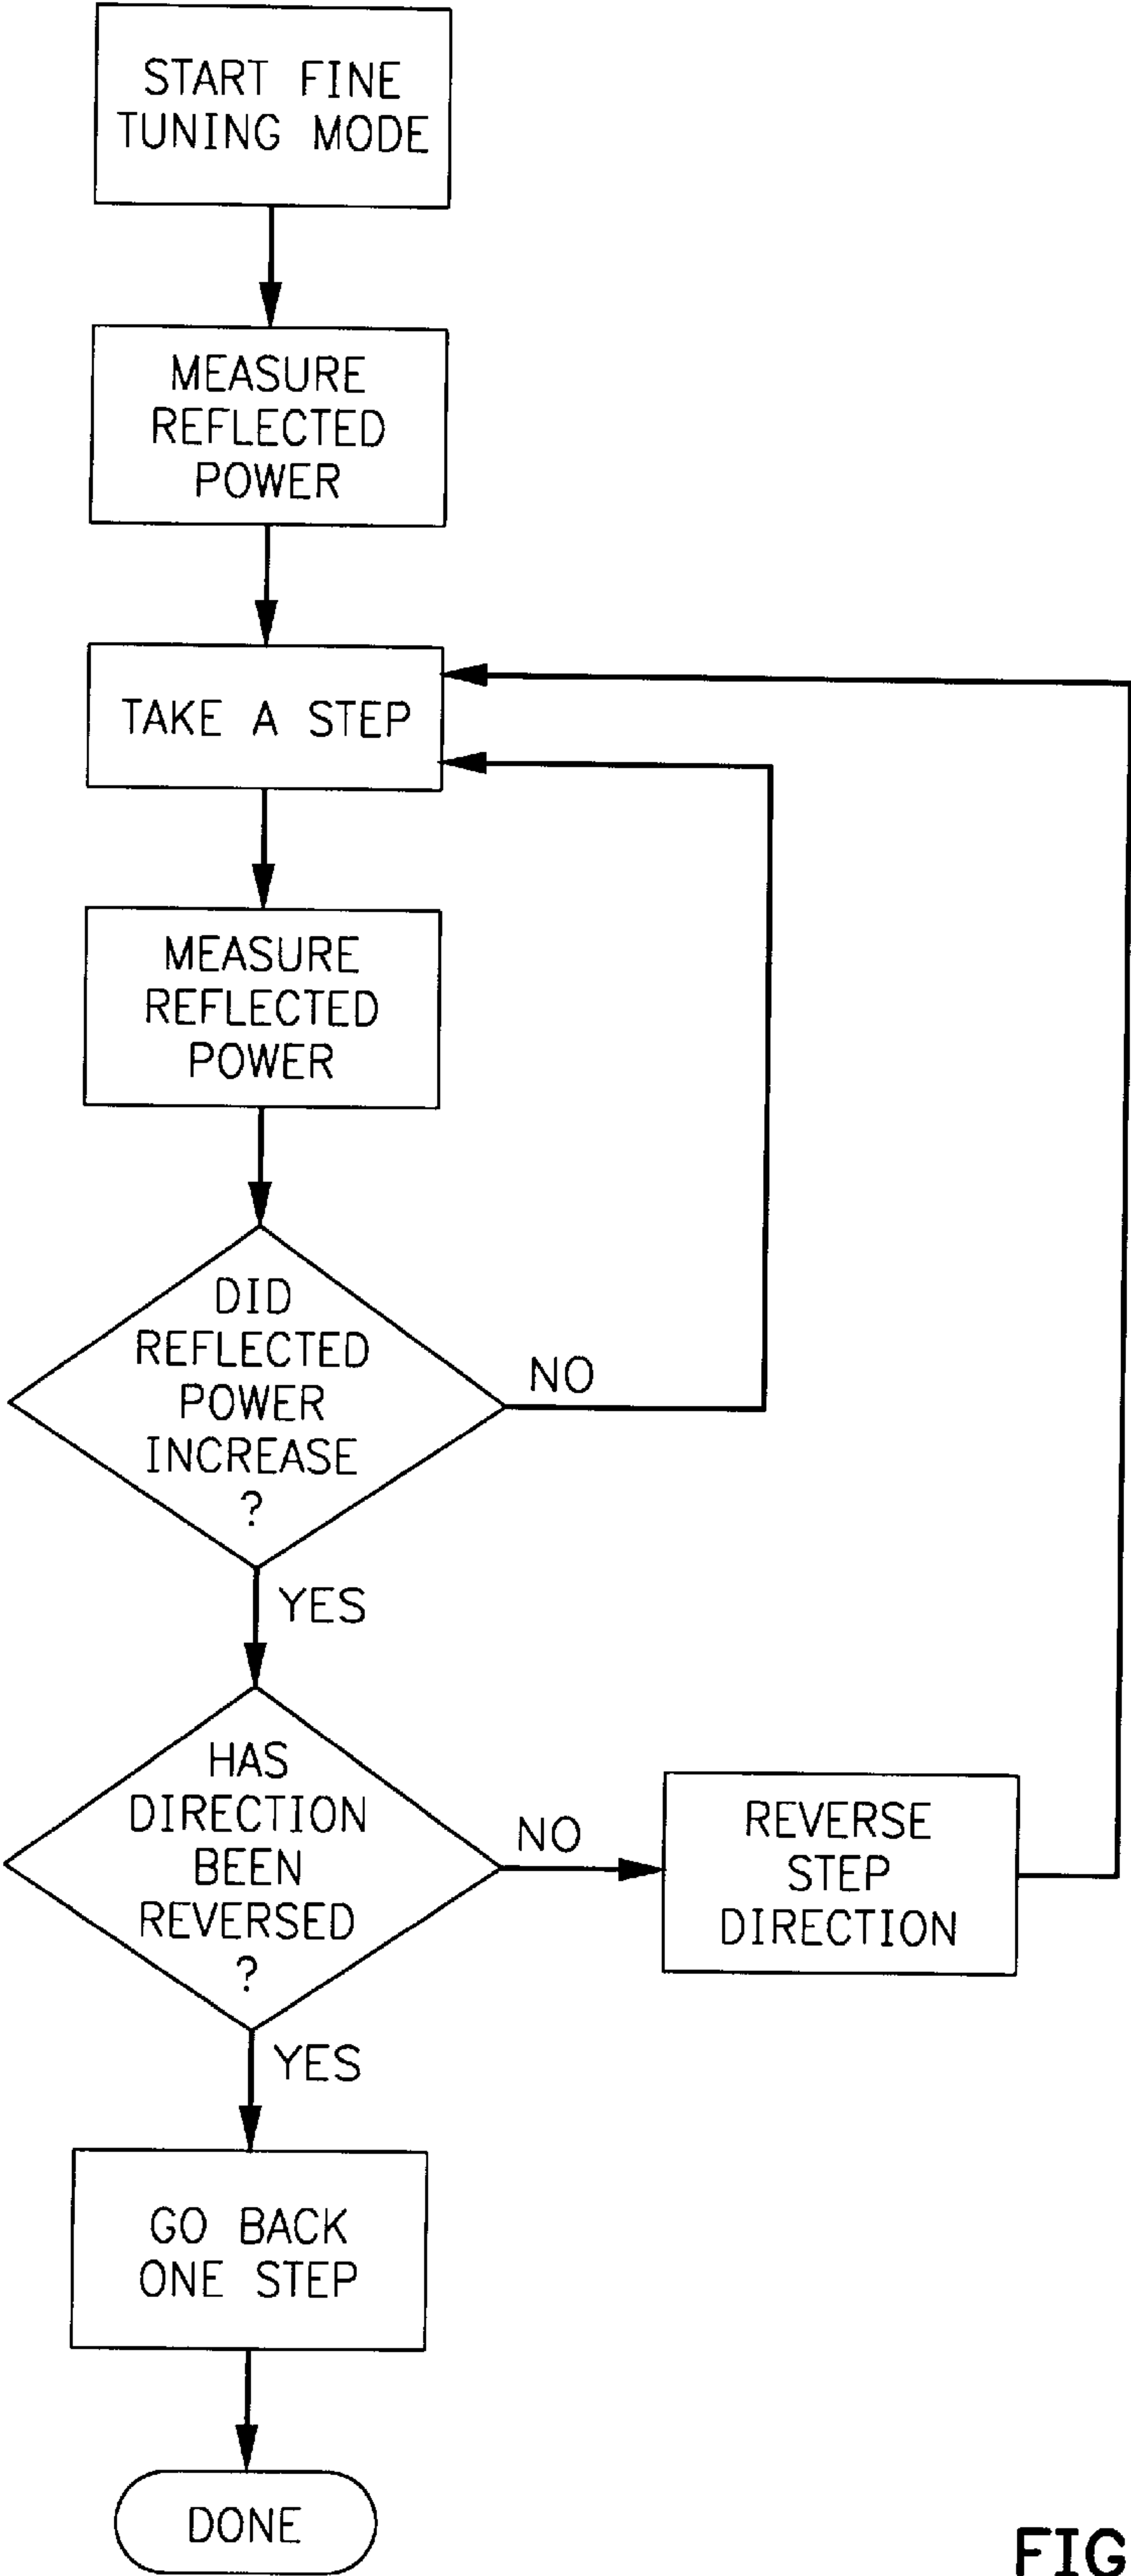 START FINE
TUNING MODE
MEASURE
REFLECTED
POWER
TAKE A STEP
MEASURE
REFLECTED
POWER
DID
REFLECTED
POWER
INCREASE
?
NO
YES
HAS
DIRECTION
BEEN
REVERSED
?
NO
REVERSE
STEP
DIRECTION
YES
GO BACK
ONE STEP
DONE
FIG